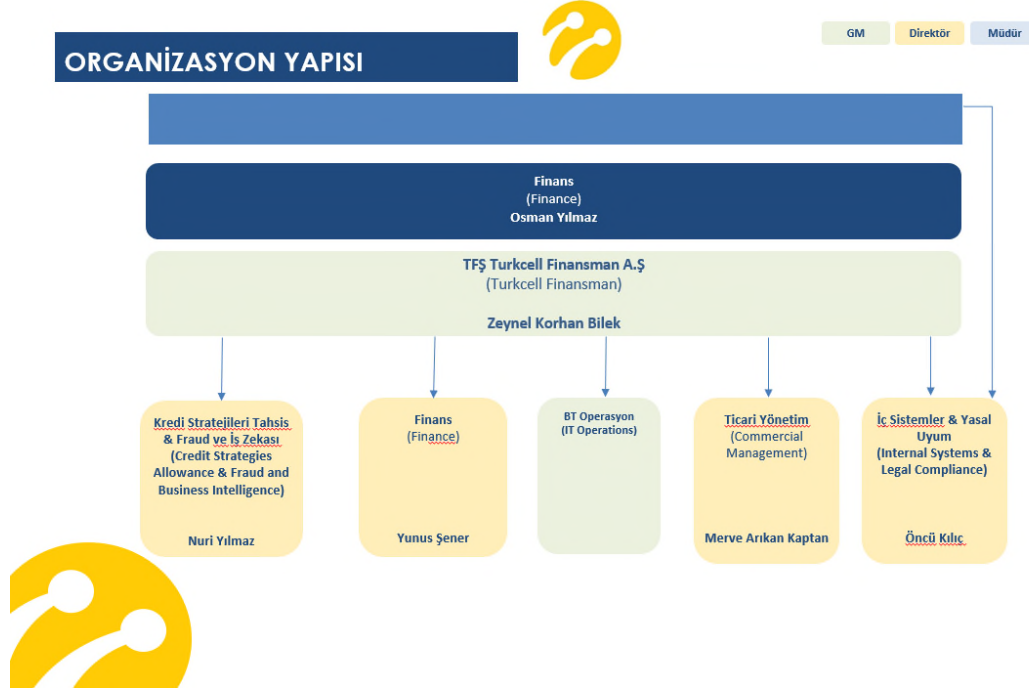 GM
Direktör
Müdür
ORGANİZASYON YAPISI
Finans
(Finance)
Osman Yılmaz
TFŞ Turkcell Finansman A.Ş
(Turkcell Finansman)
Zeynel Korhan Bilek
Kredi Stratejileri Tahsis
& Fraud ve İş Zekası
(Credit Strategies
Allowance & Fraud and
Business Intelligence)
Nuri Yılmaz
Finans
(Finance)
Yunus Şener
BT Operasyon
(IT Operations)
Ticari Yönetim
(Commercial
Management)
Merve Arıkan Kaptan
İç Sistemler & Yasal
Uyum
(Internal Systems &
Legal Compliance)
Öncü Kılıç